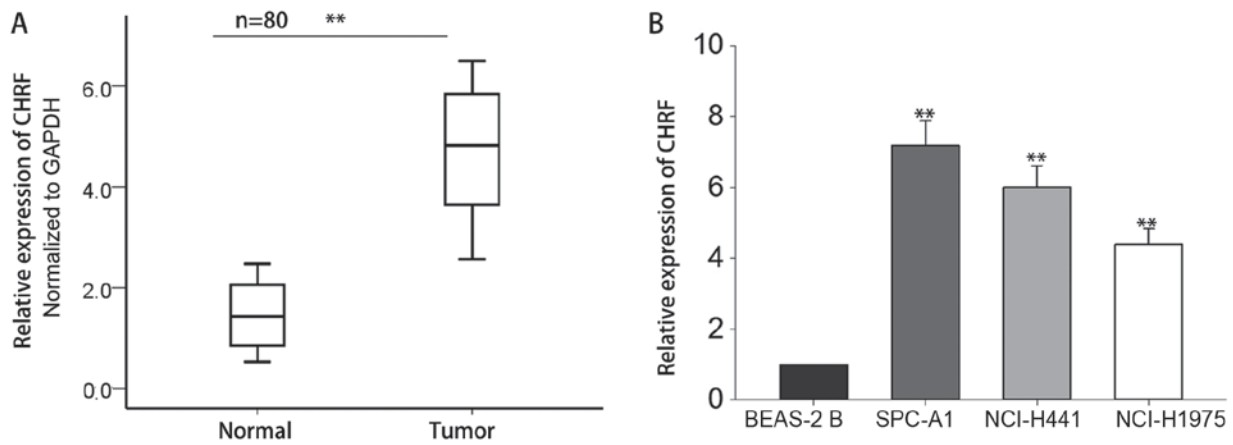 A
n=80 **
Relative expression of CHRF
Normalized to GAPDH
6.0
4.0
2.0
0.0
Normal Tumor
B
Relative expression of CHRF
10
8
6
4
2
0
**
**
**
BEAS-2 B SPC-A1 NCI-H441 NCI-H1975